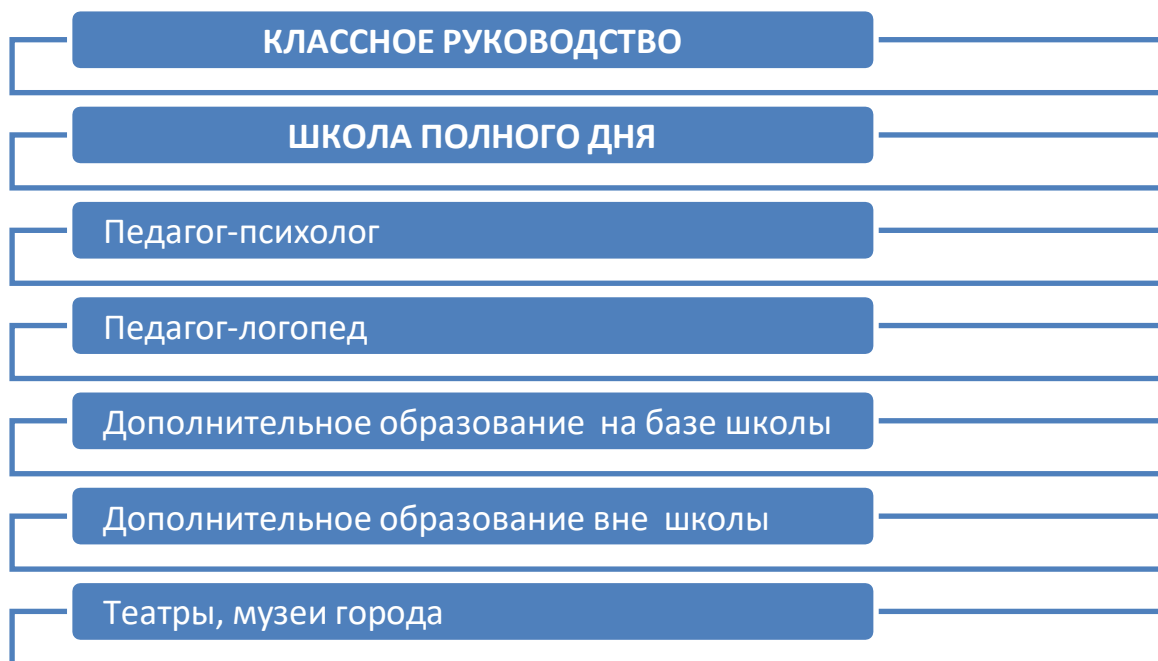 КЛАССНОЕ РУКОВОДСТВО
ШКОЛА ПОЛНОГО ДНЯ
Педагог-психолог
Педагог-логопед
Дополнительное образование на базе школы
Дополнительное образование вне школы
Театры, музеи города